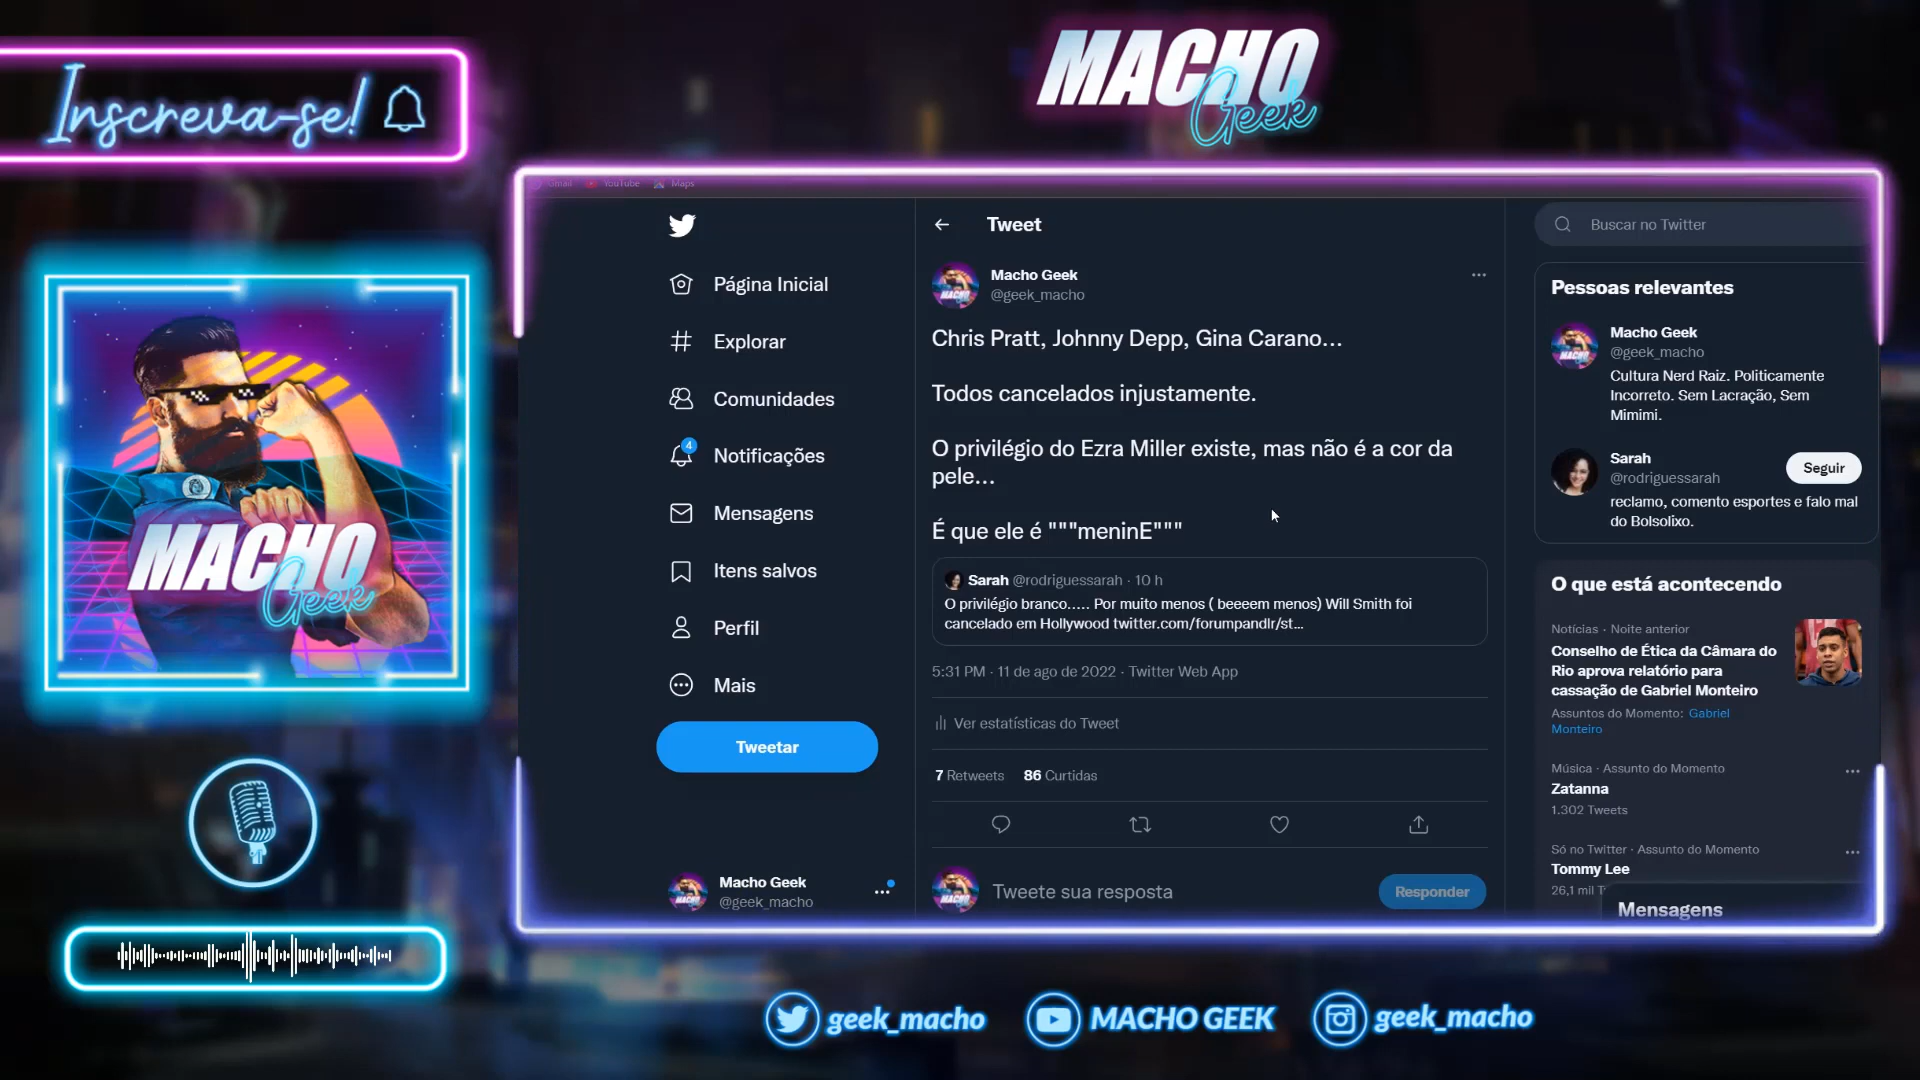 Inscreva-se!
MACHO
Geek
Gmail YouTube Maps
Tweet
Buscar no Twitter
Página Inicial
Explorar
Comunidades
4
Notificações
Mensagens
Itens salvos
Perfil
Mais
Tweetar
Macho Geek
@geek_macho
Macho Geek
@geek_macho
Chris Pratt, Johnny Depp, Gina Carano...
Todos cancelados injustamente.
O privilégio do Ezra Miller existe, mas não é a cor da
pele...
É que ele é """meninE"""
Sarah @rodriguessarah · 10 h
O privilégio branco..... Por muito menos ( beeeem menos) Will Smith foi
cancelado em Hollywood twitter.com/forumpandlr/st...
5:31 PM · 11 de ago de 2022 · Twitter Web App
Ver estatísticas do Tweet
7 Retweets 86 Curtidas
Tweete sua resposta
Responder
Pessoas relevantes
Macho Geek
@geek_macho
Cultura Nerd Raiz. Politicamente
Incorreto. Sem Lacração, Sem
Mimimi.
Sarah
@rodriguessarah
Seguir
reclamo, comento esportes e falo mal
do Bolsolixo.
O que está acontecendo
Notícias · Noite anterior
Conselho de Ética da Câmara do
Rio aprova relatório para
cassação de Gabriel Monteiro
Assuntos do Momento: Gabriel
Monteiro
Música · Assunto do Momento
Zatanna
1.302 Tweets
Só no Twitter · Assunto do Momento
Tommy Lee
26,1 mil T
Mensagens
MACHO
Geek
geek_macho
MACHO GEEK
geek_macho